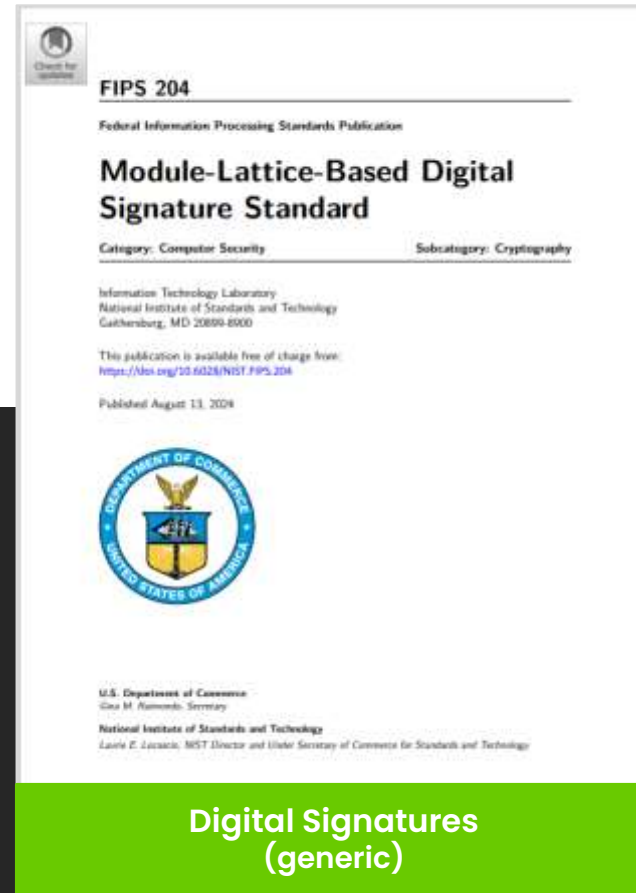 Check for
updates
FIPS 204
Federal Information Processing Standards Publication
Module-Lattice-Based Digital
Signature Standard
Category: Computer Security Subcategory: Cryptography
Information Technology Laboratory
National Institute of Standards and Technology
Gaithersburg, MD 20899-8900
This publication is available free of charge from:
https://doi.org/10.6028/NIST.FIPS.204
Published August 13, 2024
DEPARTMENT OF COMMERCE
UNITED STATES OF AMERICA
U.S. Department of Commerce
Gina M. Raimondo, Secretary
National Institute of Standards and Technology
Laurie E. Locascio, NIST Director and Under Secretary of Commerce for Standards and Technology
Digital Signatures
(generic)